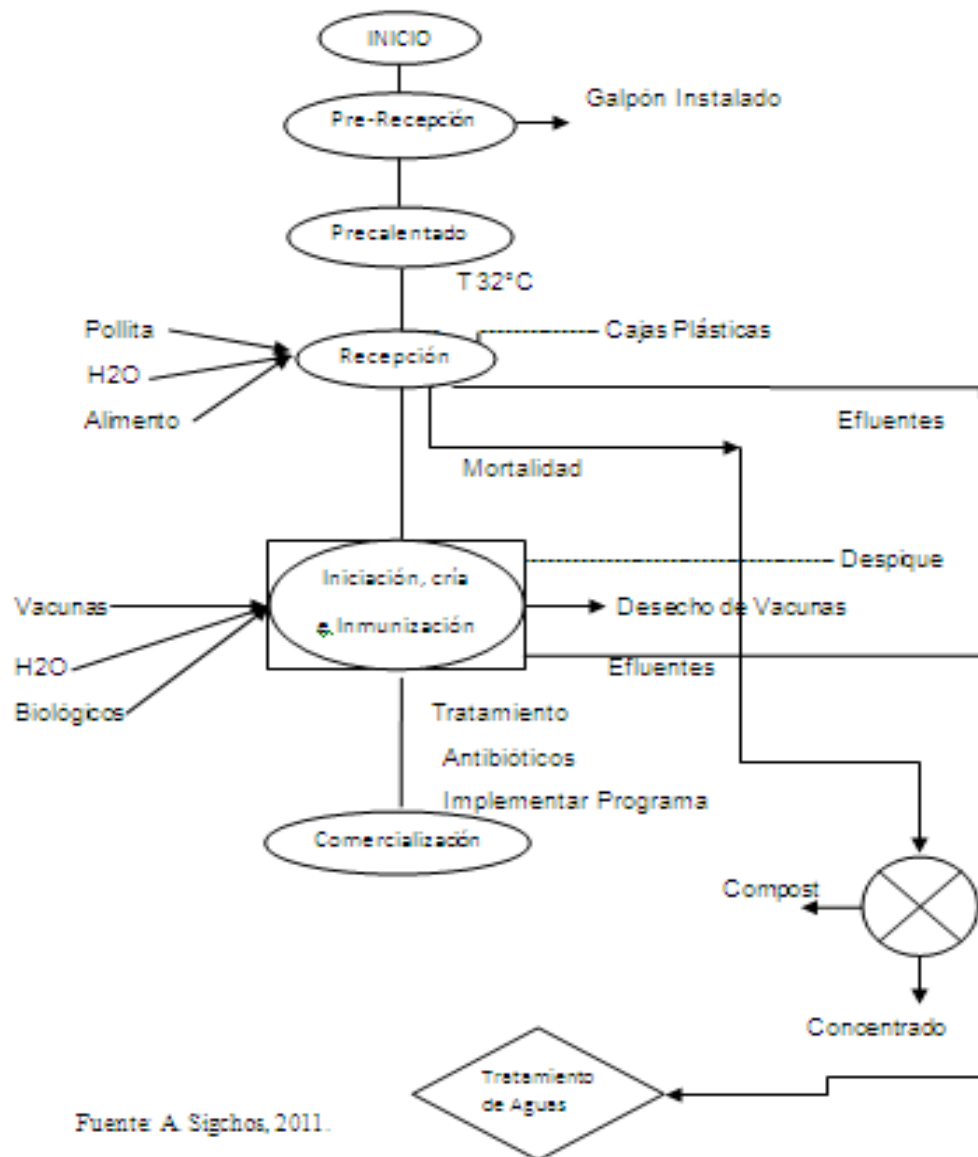 INICIO
Pre-Recepción
Galpón Instalado
Precalentado
T 32°C
Pollita
H2O
Alimento
Recepción
Cajas Plásticas
Efluentes
Mortalidad
Iniciación, cría
e Inmunización
Despique
Vacunas
H2O
Biológicos
Desecho de Vacunas
Efluentes
Tratamiento
Antibióticos
Implementar Programa
Comercialización
Compost
Concentrado
Tratamiento
de Aguas
Fuente: A. Sigchos, 2011.